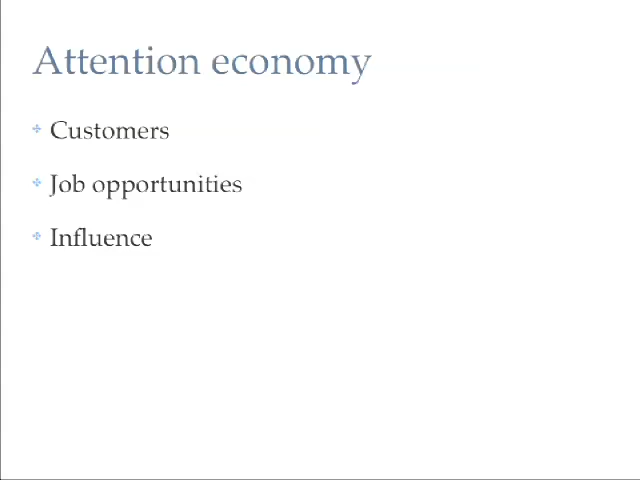 Attention economy
Customers
Job opportunities
Influence